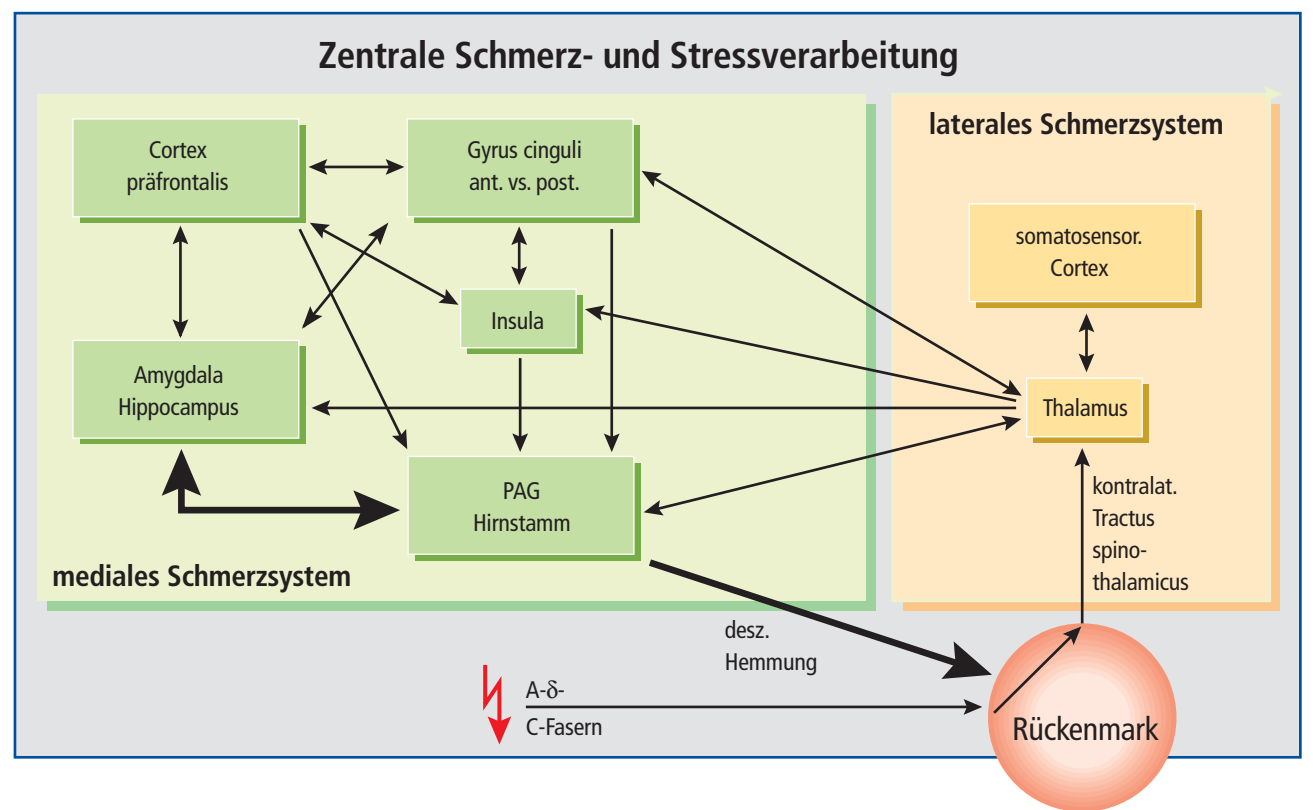 Zentrale Schmerz- und Stressverarbeitung
Cortex
präfrontalis
Gyrus cinguli
ant. vs. post.
Insula
Amygdala
Hippocampus
PAG
Hirnstamm
mediales Schmerzsystem
laterales Schmerzsystem
somatosensor.
Cortex
Thalamus
kontralat.
Tractus
spino-
thalamicus
desz.
Hemmung
A-δ-
C-Fasern
Rückenmark